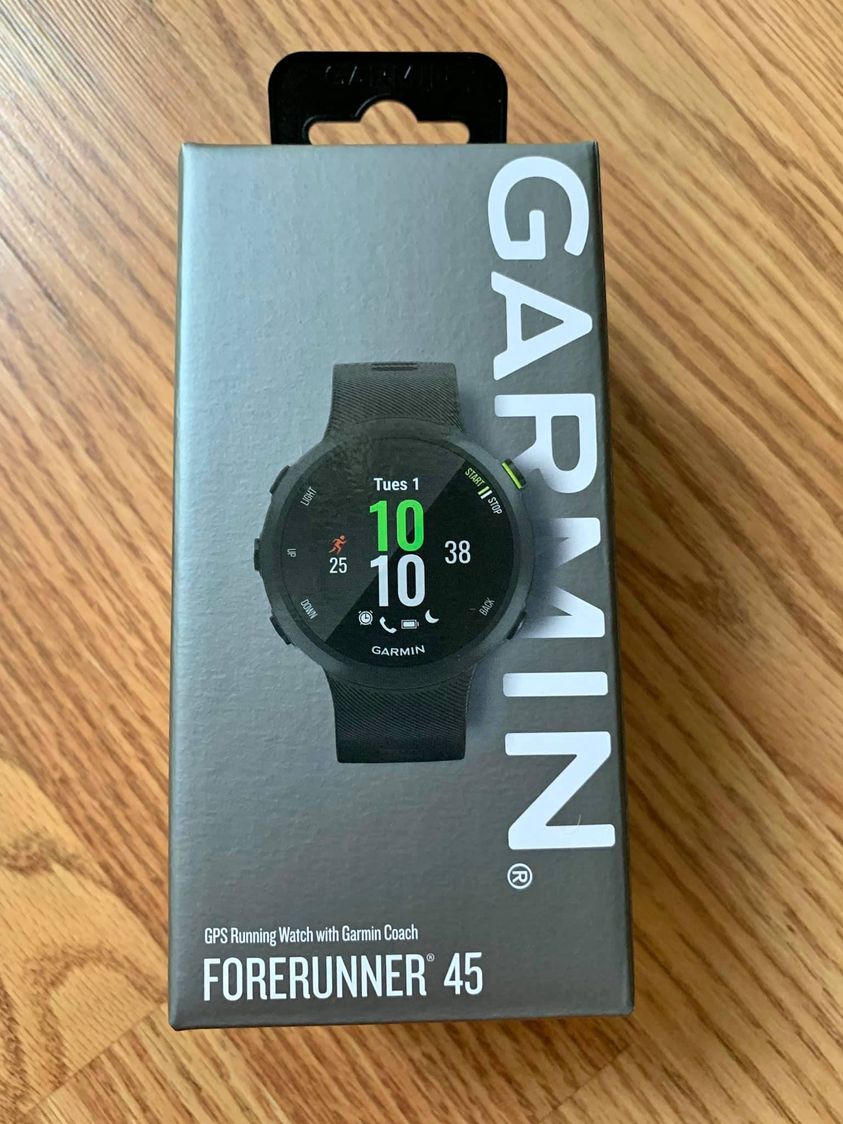 GARMIN
GARMIN®
Tues 1
LIGHT
START
STOP
10
UP
25
38
10
DOWN
BACK
GARMIN
GPS Running Watch with Garmin Coach
FORERUNNER® 45